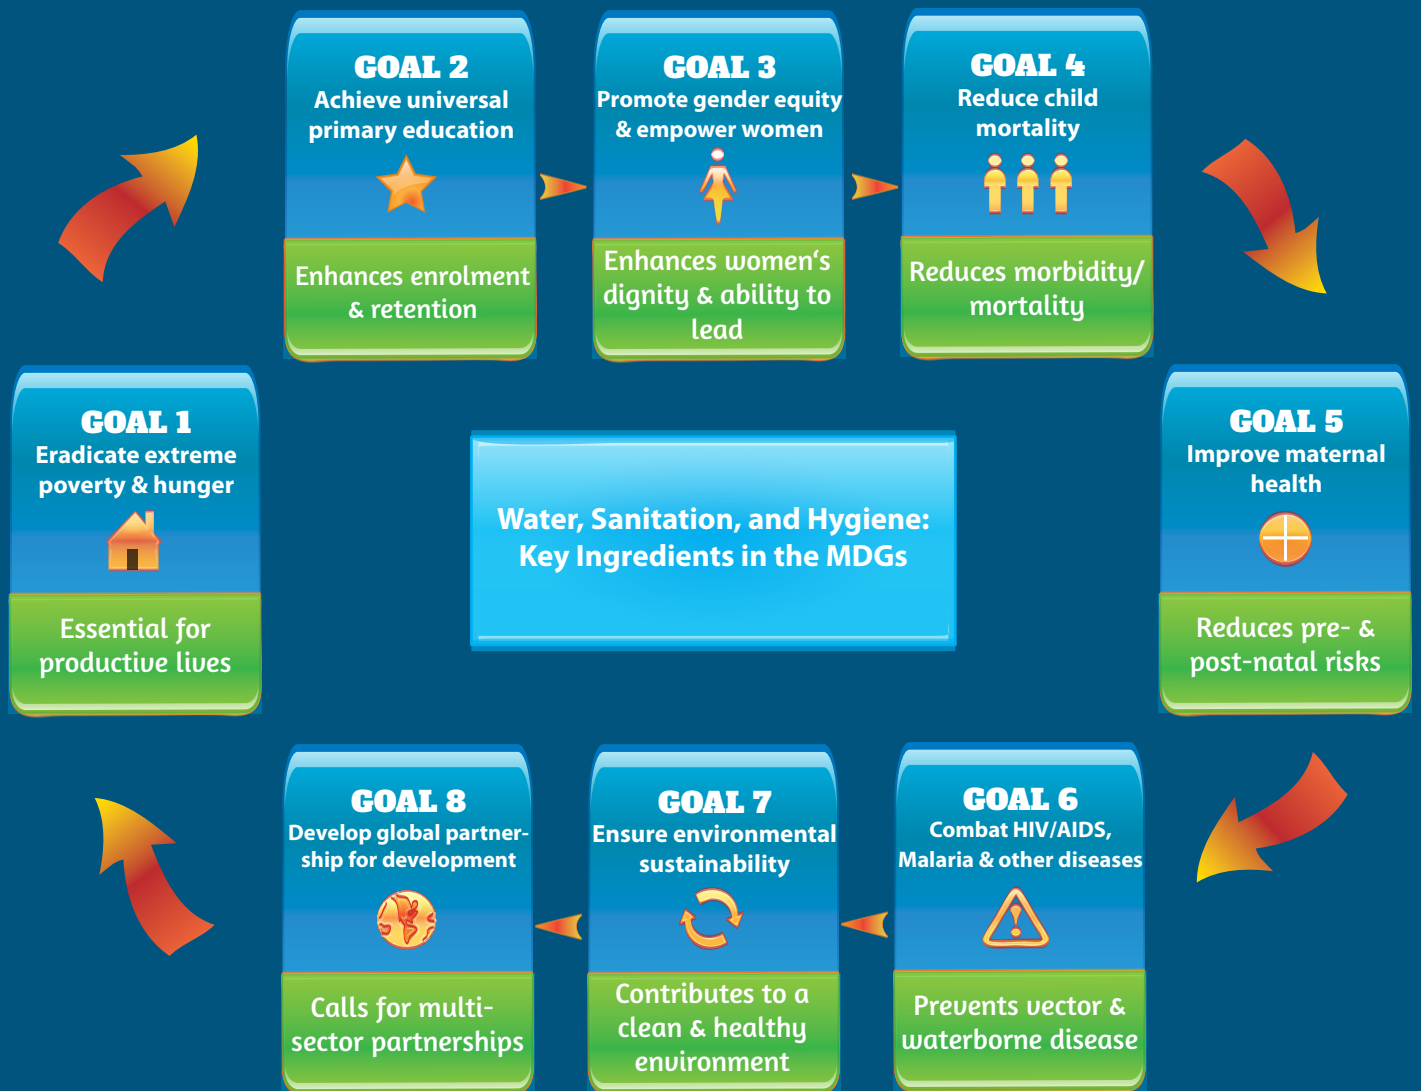 GOAL 1
Eradicate extreme
poverty & hunger
Essential for
productive lives
GOAL 2
Achieve universal
primary education
Enhances enrolment
& retention
GOAL 3
Promote gender equity
& empower women
Enhances women‘s
dignity & ability to
lead
GOAL 4
Reduce child
mortality
Reduces morbidity/
mortality
GOAL 5
Improve maternal
health
Reduces pre- &
post-natal risks
GOAL 6
Combat HIV/AIDS,
Malaria & other diseases
Prevents vector &
waterborne disease
GOAL 7
Ensure environmental
sustainability
Contributes to a
clean & healthy
environment
GOAL 8
Develop global partner-
ship for development
Calls for multi-
sector partnerships
Water, Sanitation, and Hygiene:
Key Ingredients in the MDGs